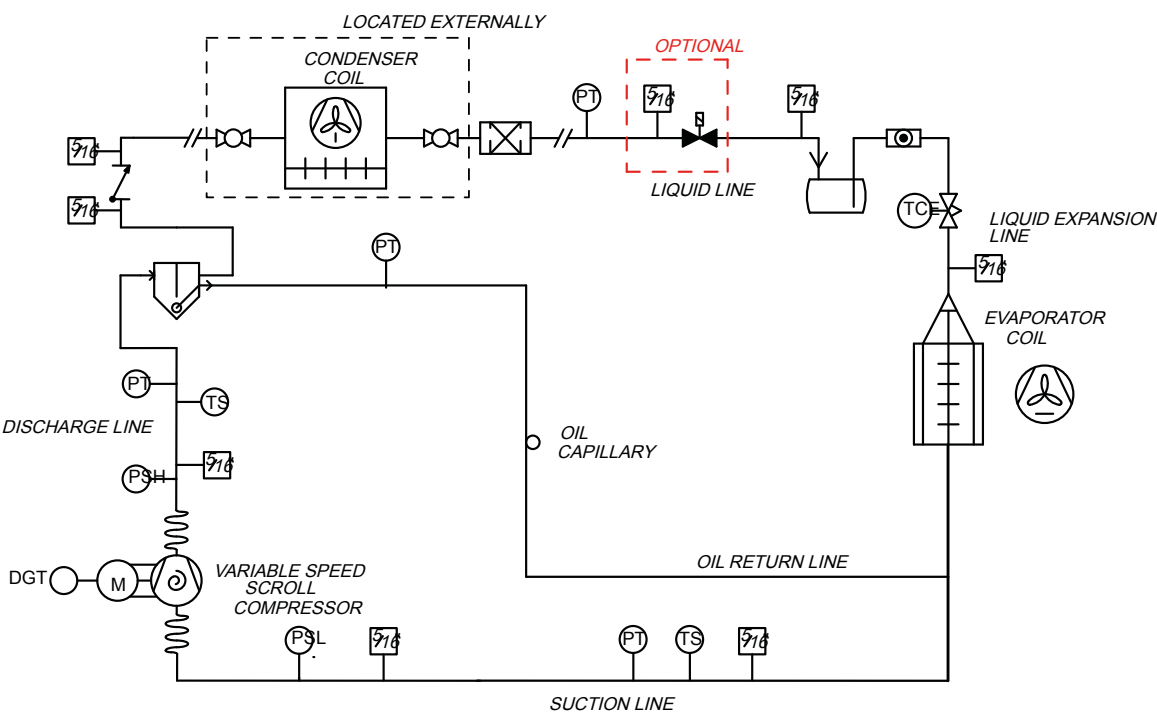 LOCATED EXTERNALLY
OPTIONAL
CONDENSER
COIL
PT
5/16
5/16
5/16
5/16
LIQUID LINE
TCE
LIQUID EXPANSION
LINE
5/16
PT
EVAPORATOR
COIL
PT
TS
DISCHARGE LINE
OIL
CAPILLARY
5/16
PSH
DGT
M
VARIABLE SPEED
SCROLL
COMPRESSOR
OIL RETURN LINE
PSL
5/16
PT
TS
5/16
SUCTION LINE